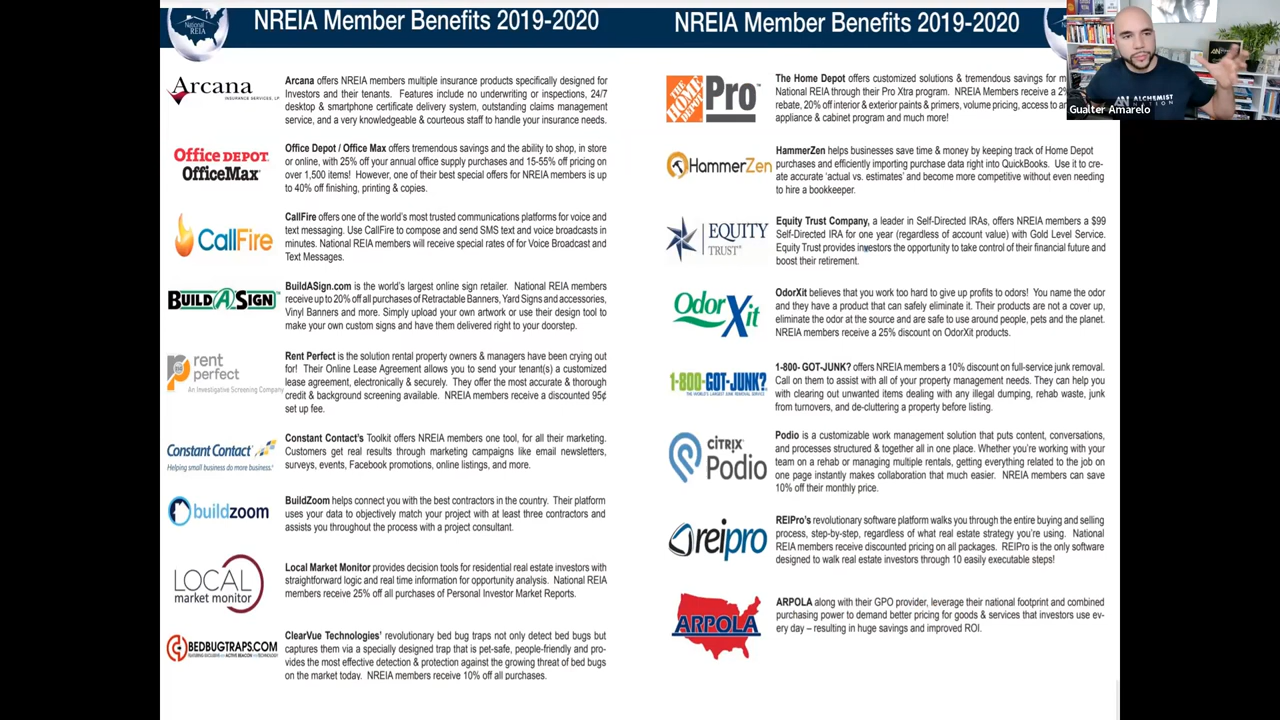 NREIA Member Benefits 2019-2020
National
REIA
Arcana
INSURANCE SERVICES, LP
Arcana offers NREIA members multiple insurance products specifically designed for
Investors and their tenants. Features include no underwriting or inspections, 24/7
desktop & smartphone certificate delivery system, outstanding claims management
service, and a very knowledgeable & courteous staff to handle your insurance needs.
Office DEPOT
OfficeMax
Office Depot / Office Max offers tremendous savings and the ability to shop, in store
or online, with 25% off your annual office supply purchases and 15-55% off pricing on
over 1,500 items! However, one of their best special offers for NREIA members is up
to 40% off finishing, printing & copies.
CallFire
CallFire offers one of the world's most trusted communications platforms for voice and
text messaging. Use CallFire to compose and send SMS text and voice broadcasts in
minutes. National REIA members will receive special rates of for Voice Broadcast and
Text Messages.
BUILDASIGN
BuildASign.com is the world's largest online sign retailer. National REIA members
receive up to 20% off all purchases of Retractable Banners, Yard Signs and accessories,
Vinyl Banners and more. Simply upload your own artwork or use their design tool to
make your own custom signs and have them delivered right to your doorstep.
rent
perfect
An Investigative Screening Company
Rent Perfect is the solution rental property owners & managers have been crying out
for! Their Online Lease Agreement allows you to send your tenant(s) a customized
lease agreement, electronically & securely. They offer the most accurate & thorough
credit & background screening available. NREIA members receive a discounted 95¢
set up fee.
Constant Contact
Helping small business do more business.
Constant Contact's Toolkit offers NREIA members one tool, for all their marketing.
Customers get real results through marketing campaigns like email newsletters,
surveys, events, Facebook promotions, online listings, and more.
buildzoom
BuildZoom helps connect you with the best contractors in the country. Their platform
uses your data to objectively match your project with at least three contractors and
assists you throughout the process with a project consultant.
LOCAL
market monitor
Local Market Monitor provides decision tools for residential real estate investors with
straightforward logic and real time information for opportunity analysis. National REIA
members receive 25% off all purchases of Personal Investor Market Reports.
BEDBUGTRAPS.COM
ClearVue Technologies' revolutionary bed bug traps not only detect bed bugs but
captures them via a specially designed trap that is pet-safe, people-friendly and pro-
vides the most effective detection & protection against the growing threat of bed bugs
on the market today. NREIA members receive 10% off all purchases.
NREIA Member Benefits 2019-2020
THE HOME DEPOT
Pro
The Home Depot offers customized solutions & tremendous savings for m
National REIA through their Pro Xtra program. NREIA Members receive a 2%
rebate, 20% off interior & exterior paints & primers, volume pricing, access to an
appliance & cabinet program and much more!
HammerZen
HammerZen helps businesses save time & money by keeping track of Home Depot
purchases and efficiently importing purchase data right into QuickBooks. Use it to cre-
ate accurate 'actual vs. estimates' and become more competitive without even needing
to hire a bookkeeper.
EQUITY
TRUST
Equity Trust Company, a leader in Self-Directed IRAs, offers NREIA members a $99
Self-Directed IRA for one year (regardless of account value) with Gold Level Service.
Equity Trust provides investors the opportunity to take control of their financial future and
boost their retirement.
OdorXit
OdorXit believes that you work too hard to give up profits to odors! You name the odor
and they have a product that can safely eliminate it. Their products are not a cover up,
eliminate the odor at the source and are safe to use around people, pets and the planet.
NREIA members receive a 25% discount on OdorXit products.
1-800-GOT-JUNK?
THE WORLD'S LARGEST JUNK REMOVAL SERVICE
1-800- GOT-JUNK? offers NREIA members a 10% discount on full-service junk removal.
Call on them to assist with all of your property management needs. They can help you
with clearing out unwanted items dealing with any illegal dumping, rehab waste, junk
from turnovers, and de-cluttering a property before listing.
CITRIX
Podio
Podio is a customizable work management solution that puts content, conversations,
and processes structured & together all in one place. Whether you're working with your
team on a rehab or managing multiple rentals, getting everything related to the job on
one page instantly makes collaboration that much easier. NREIA members can save
10% off their monthly price.
reipro
REIPro's revolutionary software platform walks you through the entire buying and selling
process, step-by-step, regardless of what real estate strategy you're using. National
REIA members receive discounted pricing on all packages. REIPro is the only software
designed to walk real estate investors through 10 easily executable steps!
ARPOLA
ARPOLA along with their GPO provider, leverage their national footprint and combined
purchasing power to demand better pricing for goods & services that investors use ev-
ery day – resulting in huge savings and improved ROI.
ALCHEMIST
NATION
Gualter Amarelo